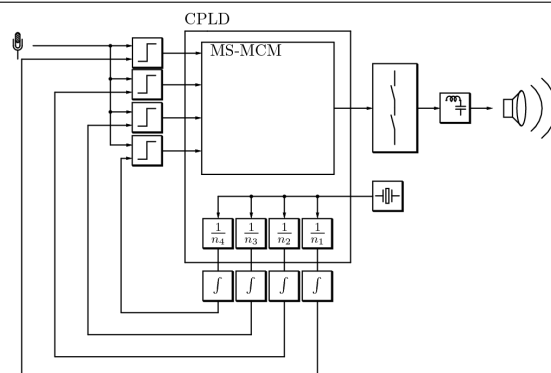 CPLD
MS-MCM
1/n₄ 1/n₃ 1/n₂ 1/n₁
∫ ∫ ∫ ∫